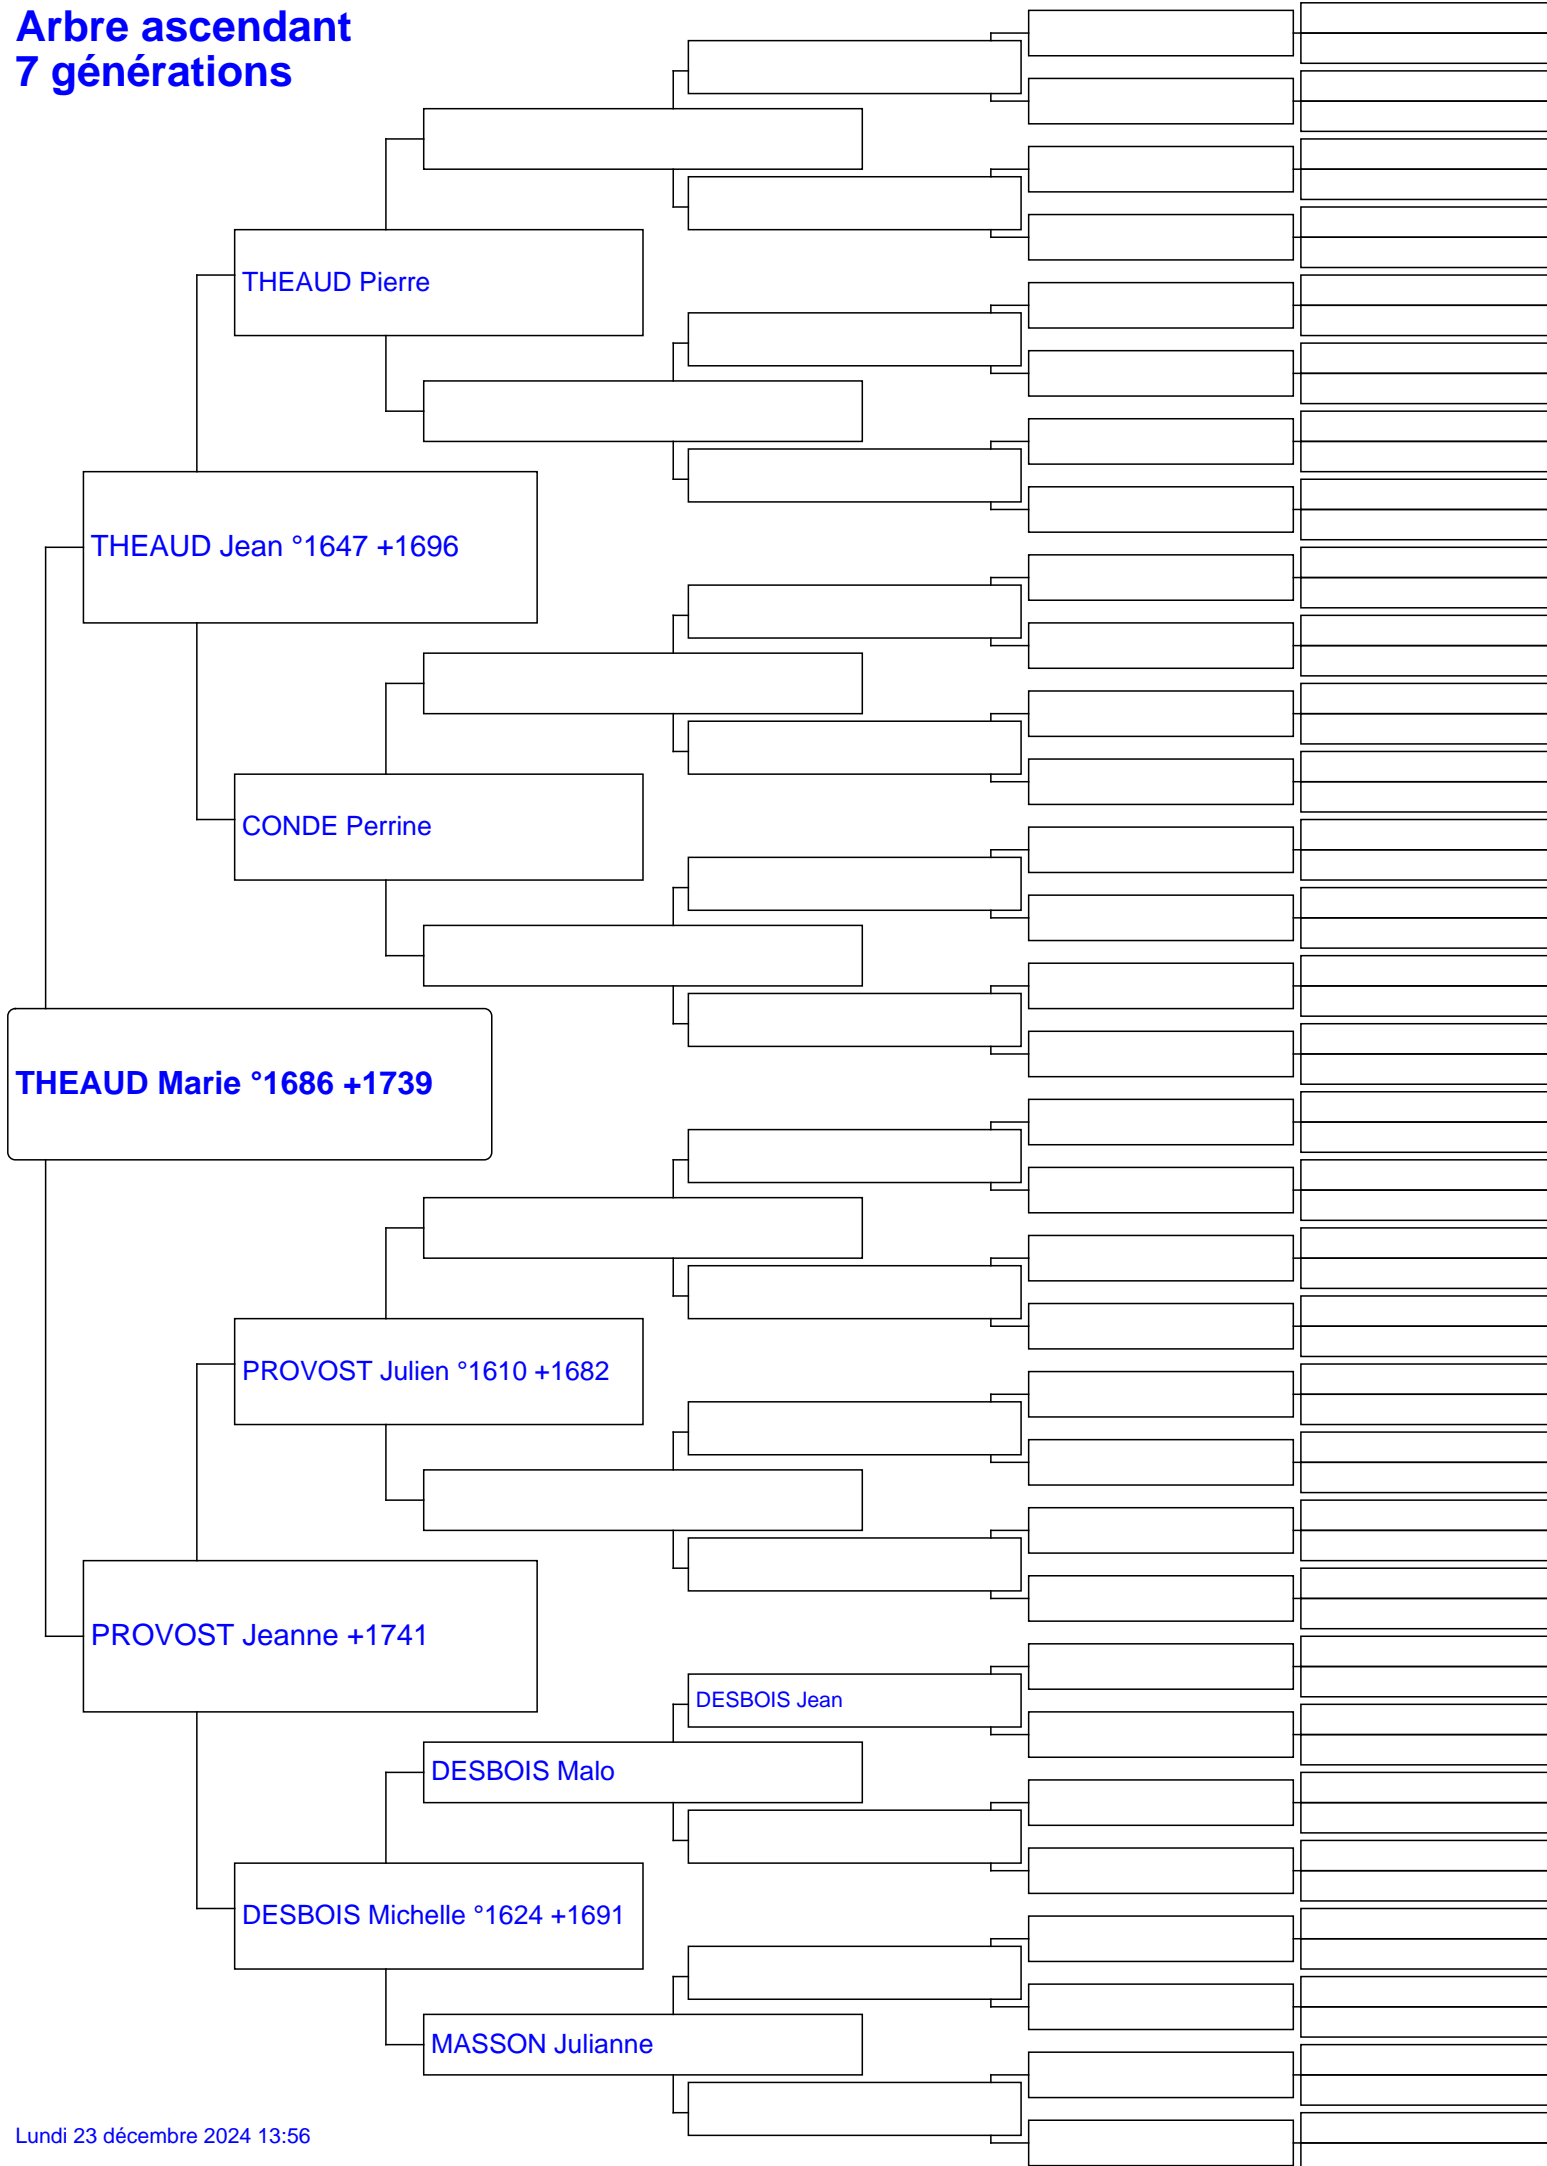 Arbre ascendant
7 générations
THEAUD Pierre
THEAUD Jean °1647 +1696
CONDE Perrine
THEAUD Marie °1686 +1739
PROVOST Julien °1610 +1682
PROVOST Jeanne +1741
DESBOIS Jean
DESBOIS Malo
DESBOIS Michelle °1624 +1691
MASSON Julianne
Lundi 23 décembre 2024 13:56